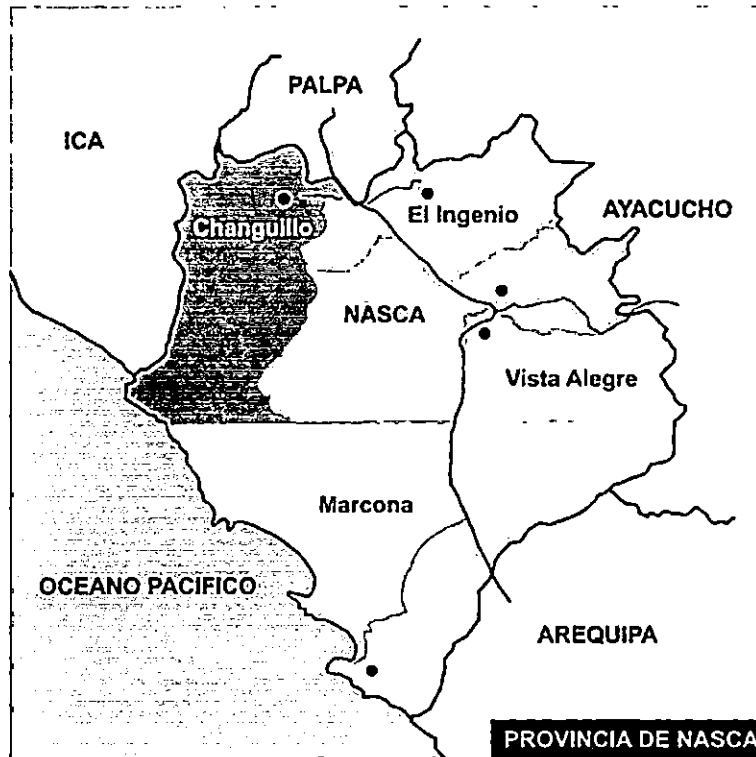 PALPA
ICA
El Ingenio
AYACUCHO
Changuillo
NASCA
Vista Alegre
Marcona
OCEANO PACIFICO
AREQUIPA
PROVINCIA DE NASCA